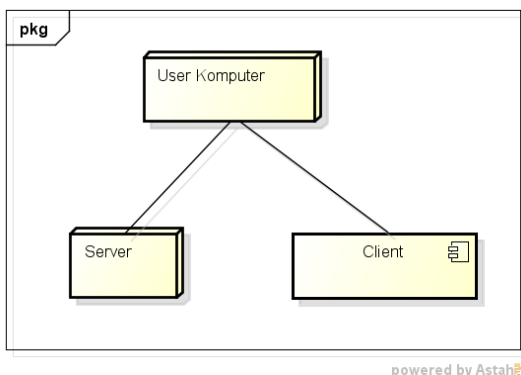 pkg
User Komputer
Server
Client
powered by Astah